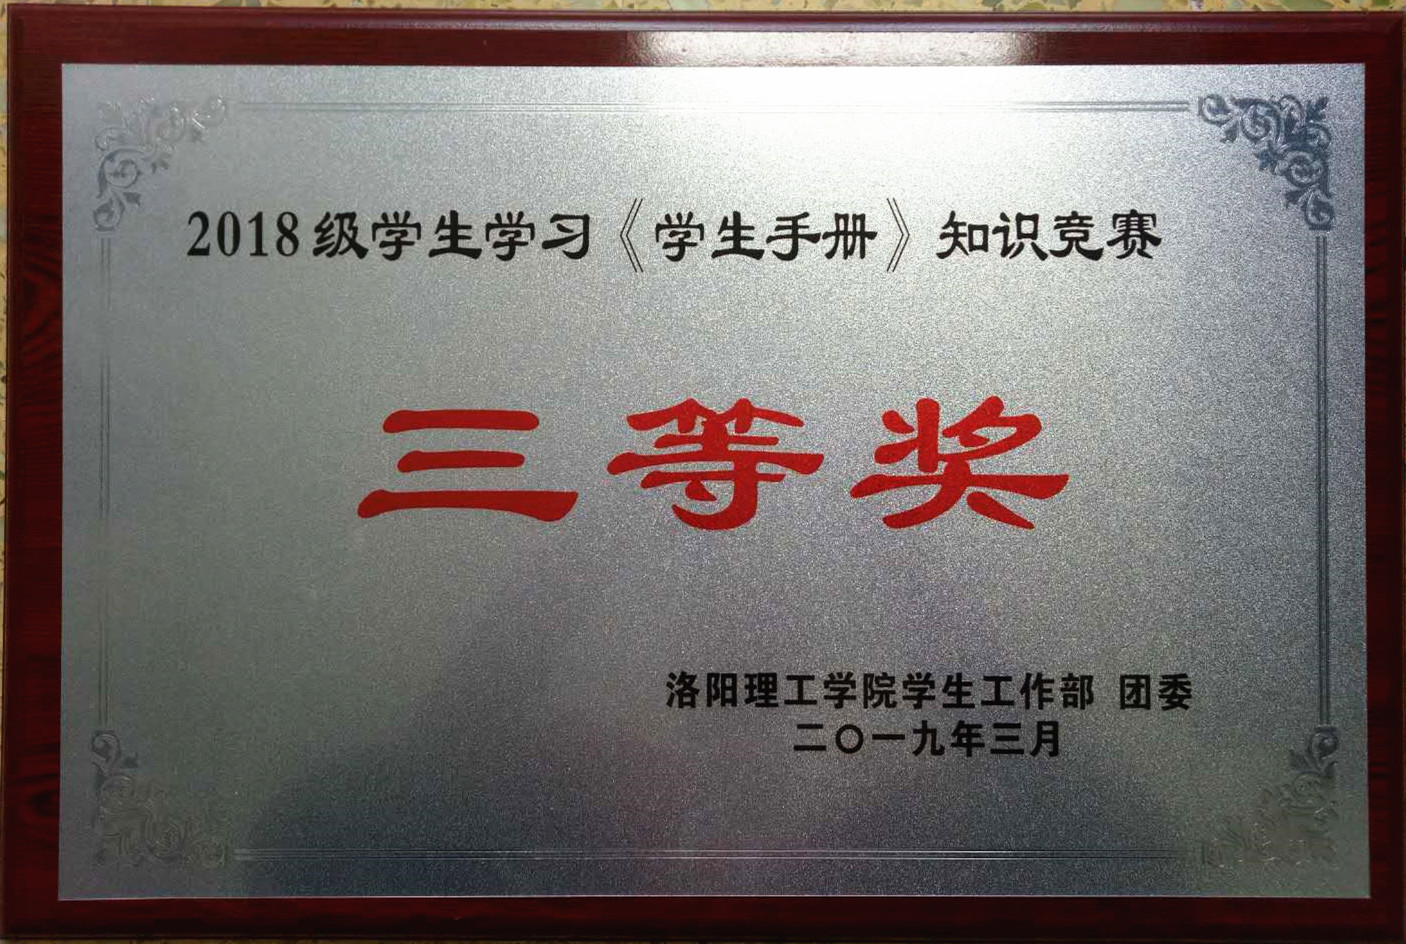 2018级学生学习《学生手册》知识竞赛
三等奖
洛阳理工学院学生工作部 团委
二〇一九年三月